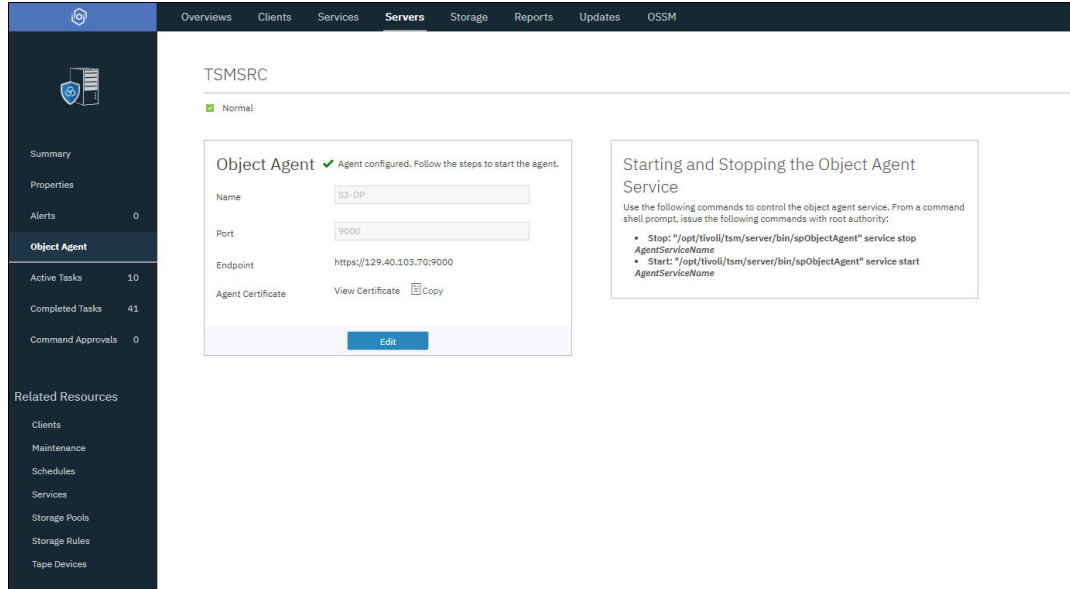 Overviews Clients Services Servers Storage Reports Updates OSSM
TSMSRC
Normal
Summary
Properties
Alerts 0
Object Agent
Active Tasks 10
Completed Tasks 41
Command Approvals 0
Related Resources
Clients
Maintenance
Schedules
Services
Storage Pools
Storage Rules
Tape Devices
Object Agent Agent configured. Follow the steps to start the agent.
Name S3-DP
Port 9000
Endpoint https://129.40.103.70:9000
Agent Certificate View Certificate Copy
Edit
Starting and Stopping the Object Agent
Service
Use the following commands to control the object agent service. From a command
shell prompt, issue the following commands with root authority:
• Stop: "/opt/tivoli/tsm/server/bin/spObjectAgent" service stop
AgentServiceName
• Start: "/opt/tivoli/tsm/server/bin/spObjectAgent" service start
AgentServiceName